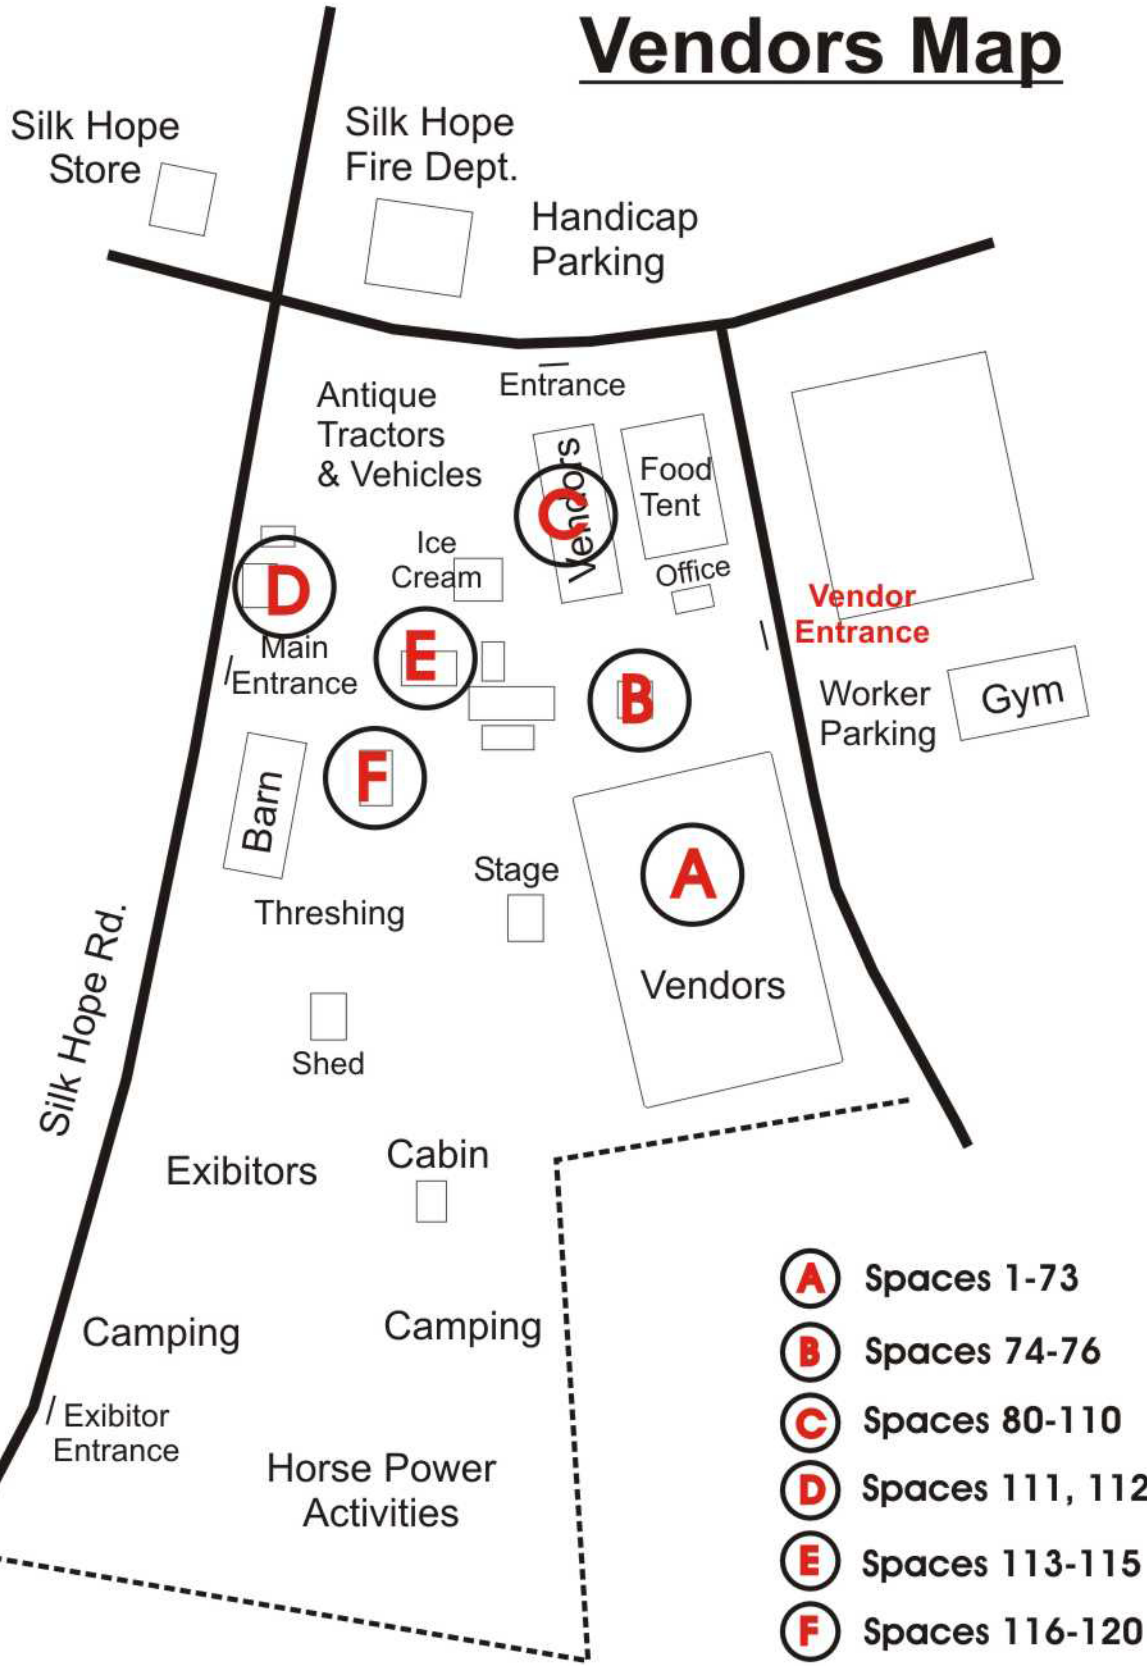 Vendors Map
Silk Hope
Store
Silk Hope
Fire Dept.
Handicap
Parking
Entrance
Antique
Tractors
& Vehicles
Vendors
C
Food
Tent
Ice
Cream
Office
D
Vendor
Entrance
Main
Entrance
E
B
Worker
Parking
Gym
F
Barn
A
Stage
Threshing
Vendors
Silk Hope Rd.
Shed
Exibitors
Cabin
Camping
Camping
Exibitor
Entrance
Horse Power
Activities
A Spaces 1-73
B Spaces 74-76
C Spaces 80-110
D Spaces 111, 112
E Spaces 113-115
F Spaces 116-120